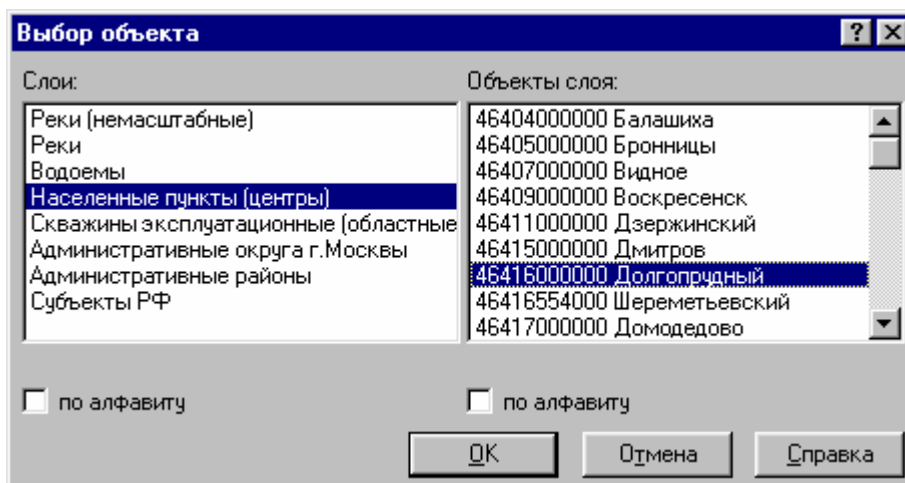 Выбор объекта
Слои:
Реки (немасштабные)
Реки
Водоемы
Населенные пункты (центры)
Скважины эксплуатационные (областные
Административные округа г.Москвы
Административные районы
Субъекты РФ
по алфавиту
Объекты слоя:
46404000000 Балашиха
46405000000 Бронницы
46407000000 Видное
46409000000 Воскресенск
46411000000 Дзержинский
46415000000 Дмитров
46416000000 Долгопрудный
46416554000 Шереметьевский
46417000000 Домодедово
по алфавиту
OK
Отмена
Справка